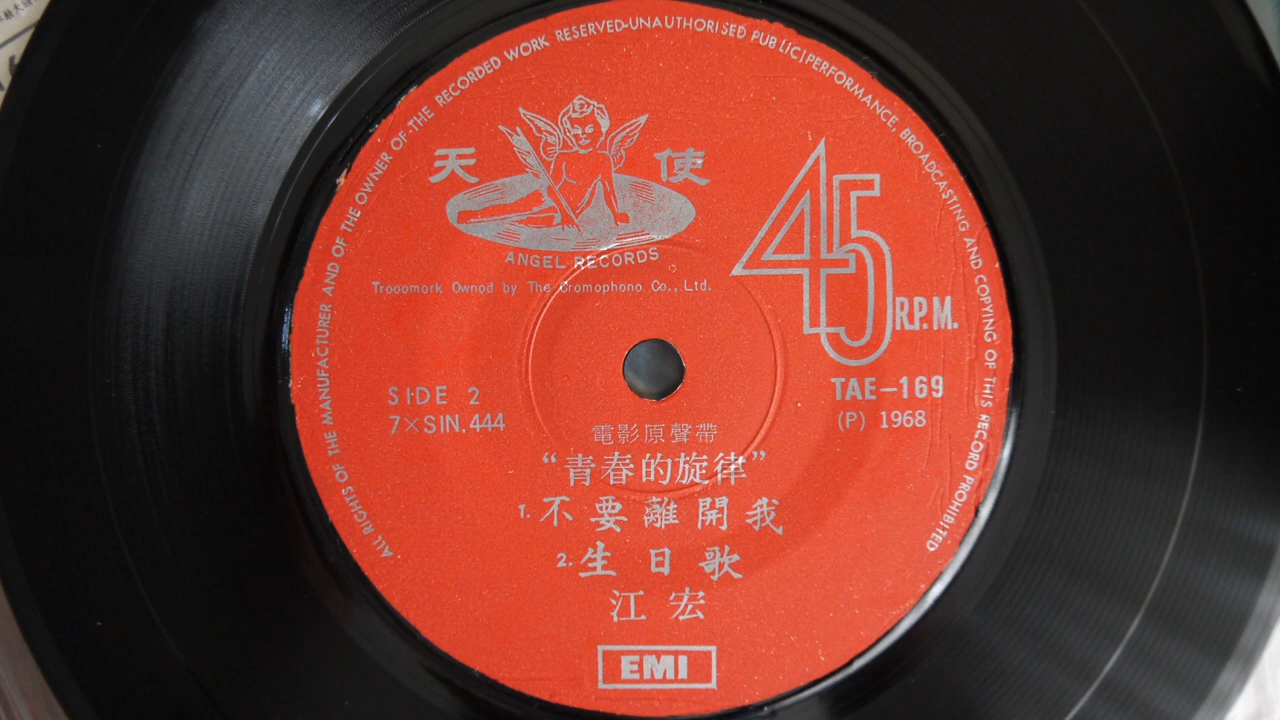 ALL RIGHTS OF THE MANUFACTURER AND OF THE OWNER OF THE RECORDED WORK RESERVED-UNAUTHORISED PUBLIC PERFORMANCE, BROADCASTING AND COPYING OF THIS RECORD PROHIBITED
天使
ANGEL RECORDS
Trademark Owned by The Gramophone Co., Ltd.
45 R.P.M.
SIDE 2
7×SIN.444
TAE-169
(P) 1968
電影原聲帶
“青春的旋律”
1. 不要離開我
2. 生日歌
江宏
EMI